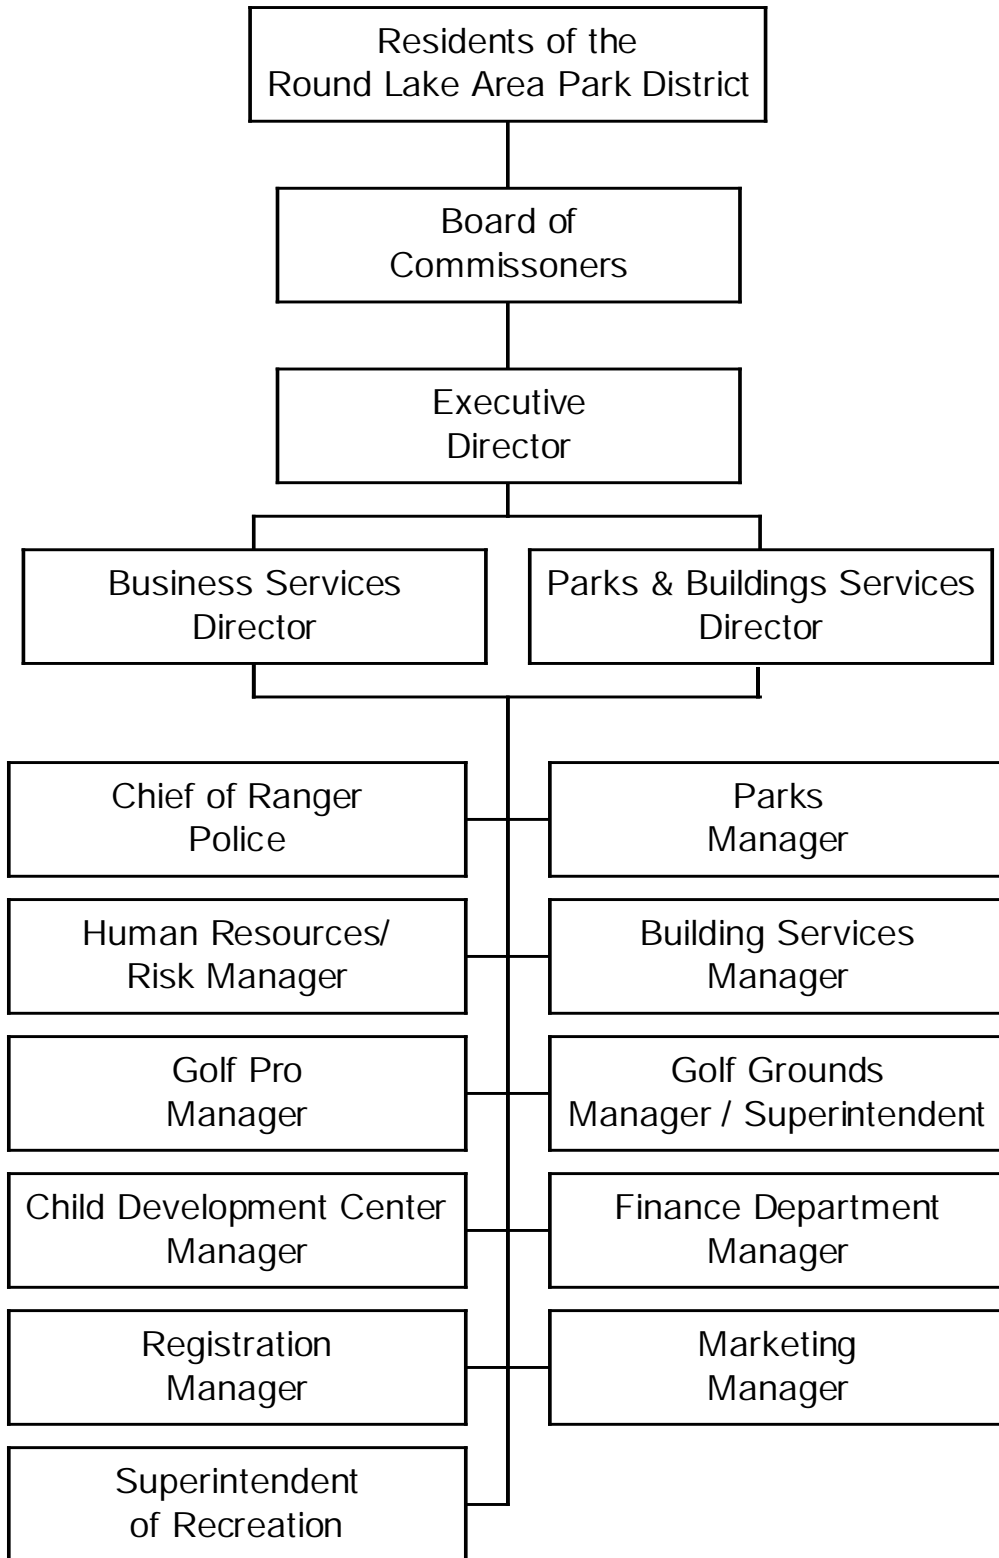 Residents of the
Round Lake Area Park District
Board of
Commissoners
Executive
Director
Business Services
Director
Parks & Buildings Services
Director
Chief of Ranger
Police
Parks
Manager
Human Resources/
Risk Manager
Building Services
Manager
Golf Pro
Manager
Golf Grounds
Manager / Superintendent
Child Development Center
Manager
Finance Department
Manager
Registration
Manager
Marketing
Manager
Superintendent
of Recreation